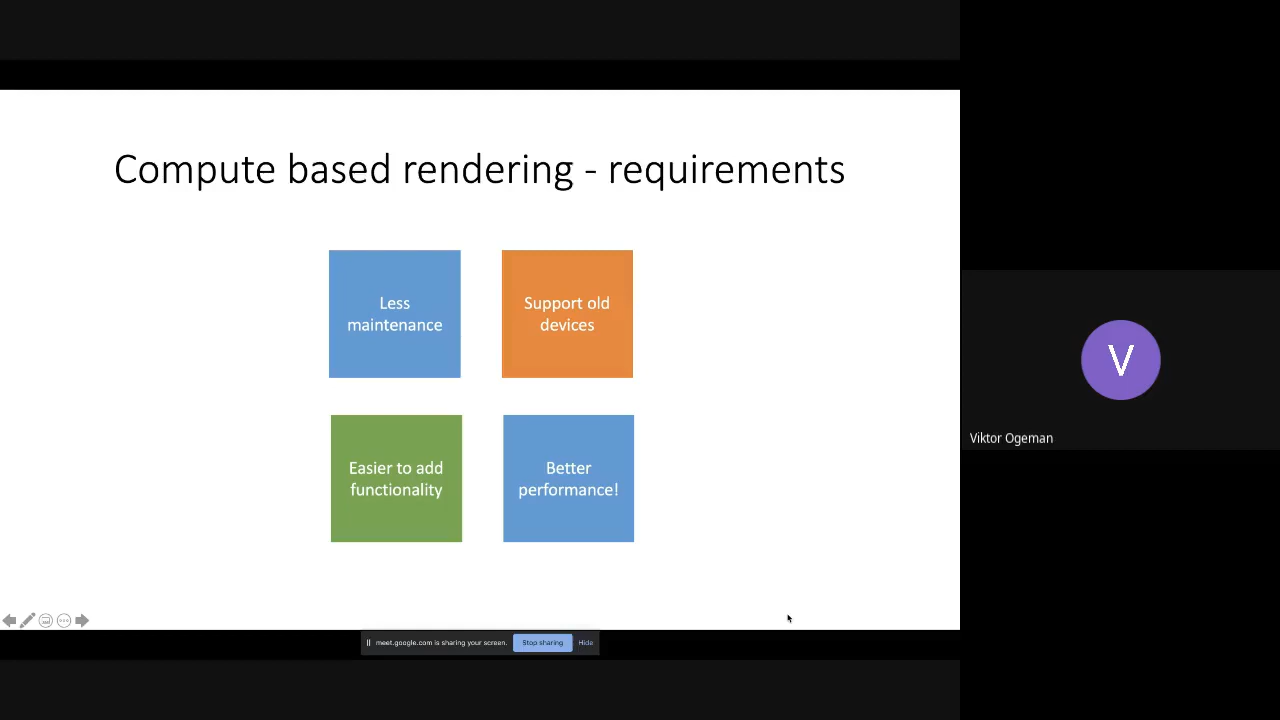 Compute based rendering - requirements
Less
maintenance
Support old
devices
Easier to add
functionality
Better
performance!
V
Viktor Ogeman
meet.google.com is sharing your screen.
Stop sharing
Hide